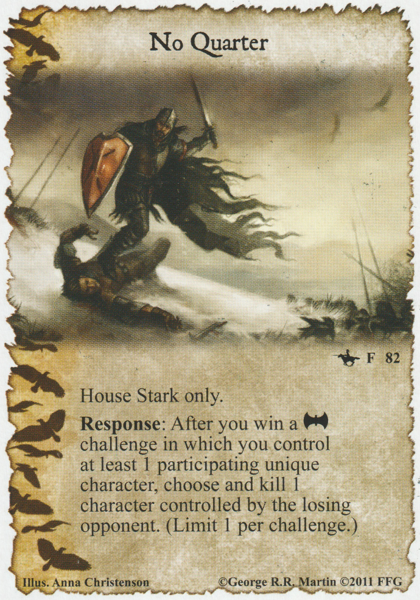 No Quarter
F 82
House Stark only.
Response: After you win a
challenge in which you control
at least 1 participating unique
character, choose and kill 1
character controlled by the losing
opponent. (Limit 1 per challenge.)
Illus. Anna Christenson ©George R.R. Martin ©2011 FFG